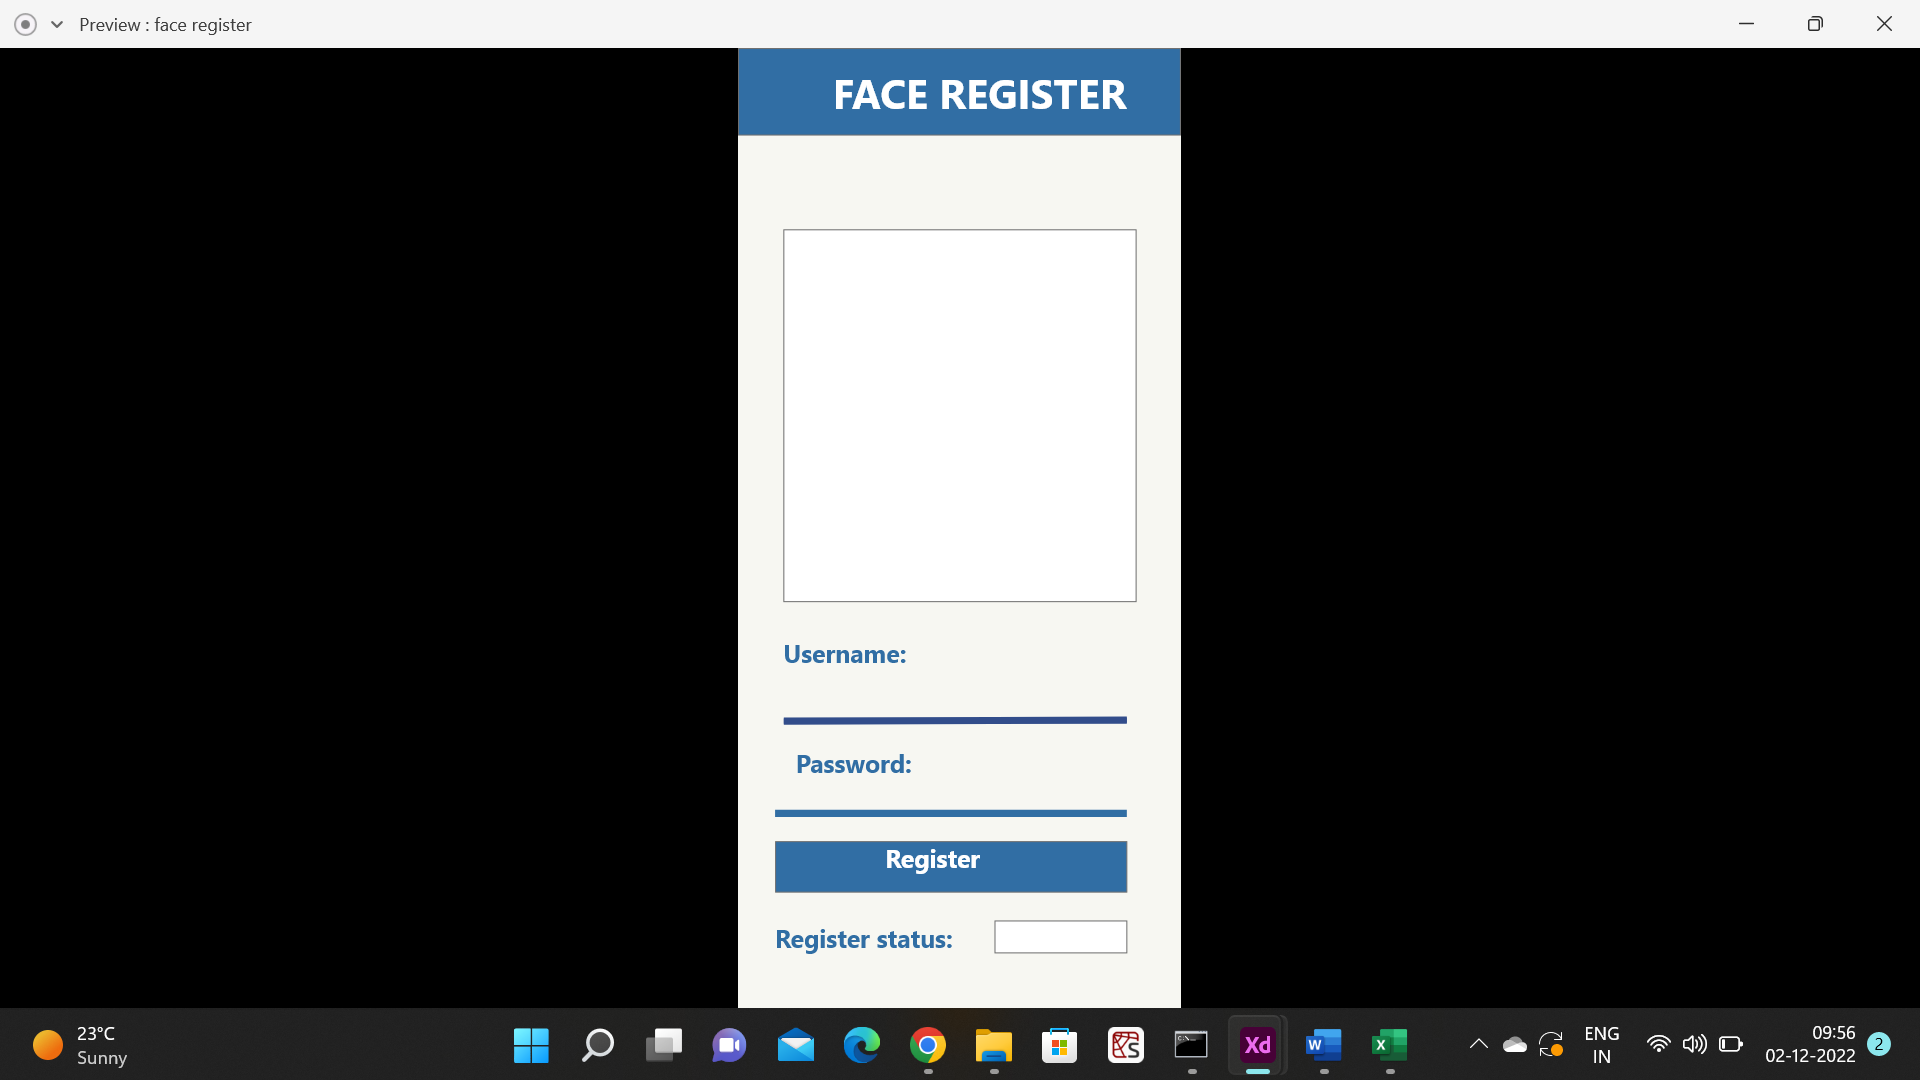 Preview : face register
FACE REGISTER
Username:
Password:
Register
Register status:
23°C
Sunny
C:\
Xd
W
X
S
ENG
IN
09:56
02-12-2022
2